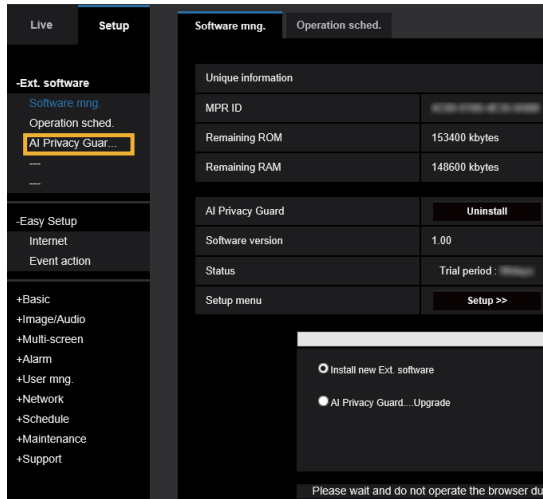 Live Setup
Software mng. Operation sched.
-Ext. software
Software mng.
Operation sched.
AI Privacy Guar...
---
---
-Easy Setup
Internet
Event action
+Basic
+Image/Audio
+Multi-screen
+Alarm
+User mng.
+Network
+Schedule
+Maintenance
+Support
Unique information
MPR ID
Remaining ROM 153400 kbytes
Remaining RAM 148600 kbytes
AI Privacy Guard Uninstall
Software version 1.00
Status Trial period :
Setup menu Setup >>
Install new Ext. software
AI Privacy Guard....Upgrade
Please wait and do not operate the browser du